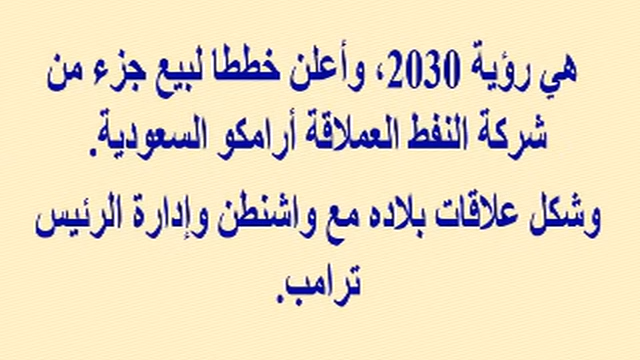 هي رؤية 2030، وأعلن خططا لبيع جزء من
شركة النفط العملاقة أرامكو السعودية.
وشكل علاقات بلاده مع واشنطن وإدارة الرئيس
ترامب.